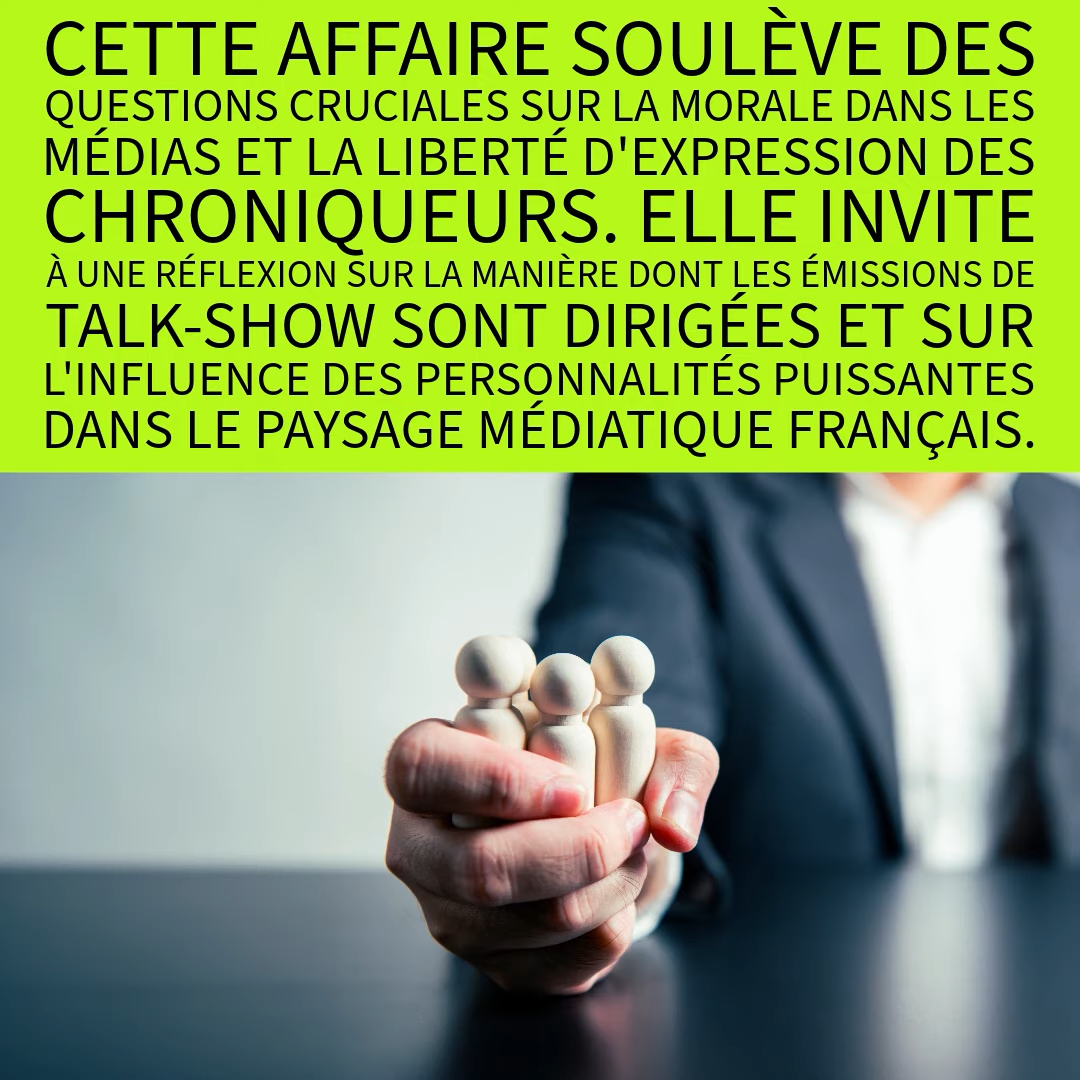 CETTE AFFAIRE SOULÈVE DES
QUESTIONS CRUCIALES SUR LA MORALE DANS LES
MÉDIAS ET LA LIBERTÉ D'EXPRESSION DES
CHRONIQUEURS. ELLE INVITE
À UNE RÉFLEXION SUR LA MANIÈRE DONT LES ÉMISSIONS DE
TALK-SHOW SONT DIRIGÉES ET SUR
L'INFLUENCE DES PERSONNALITÉS PUISSANTES
DANS LE PAYSAGE MÉDIATIQUE FRANÇAIS.